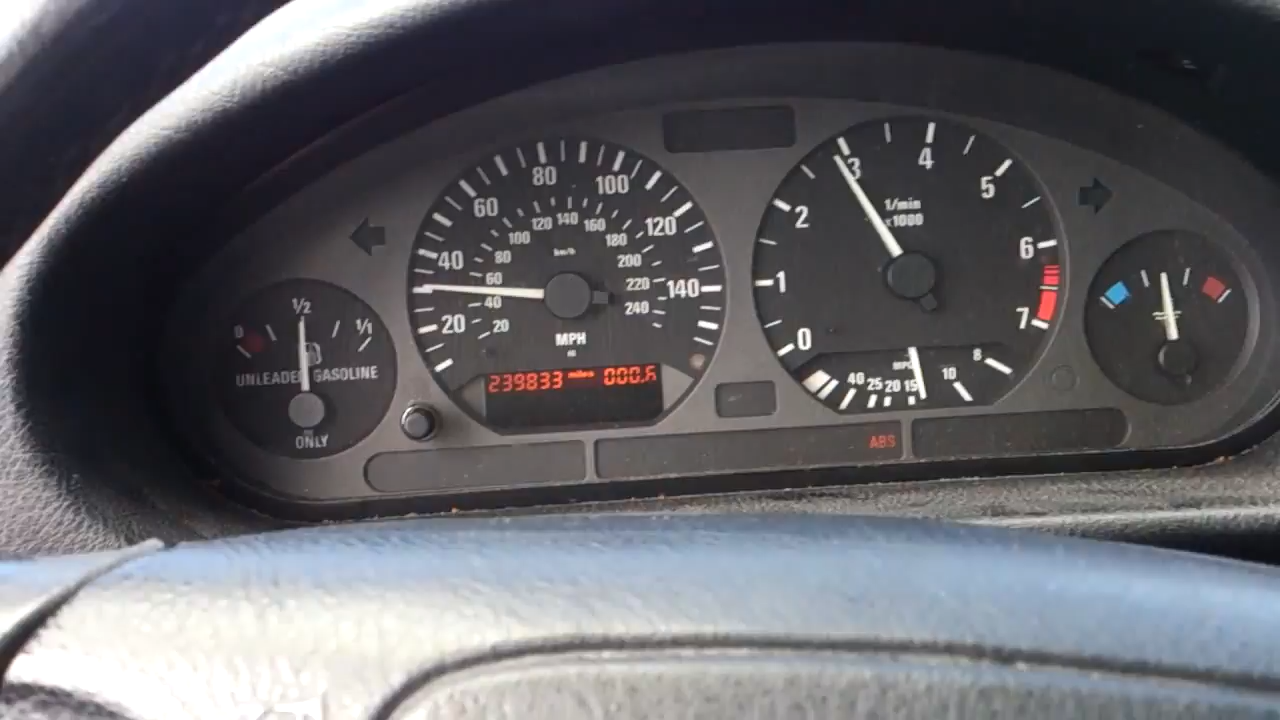 0 1/2 1/1
UNLEADED GASOLINE
ONLY
20 40 60 80 100 120 140
20 40 60 80 100 120 140 160 180 200 220 240
km/h
MPH
239833 miles 000.6
0 1 2 3 4 5 6 7
1/min
x1000
MPG
40 25 20 15 10 8
ABS